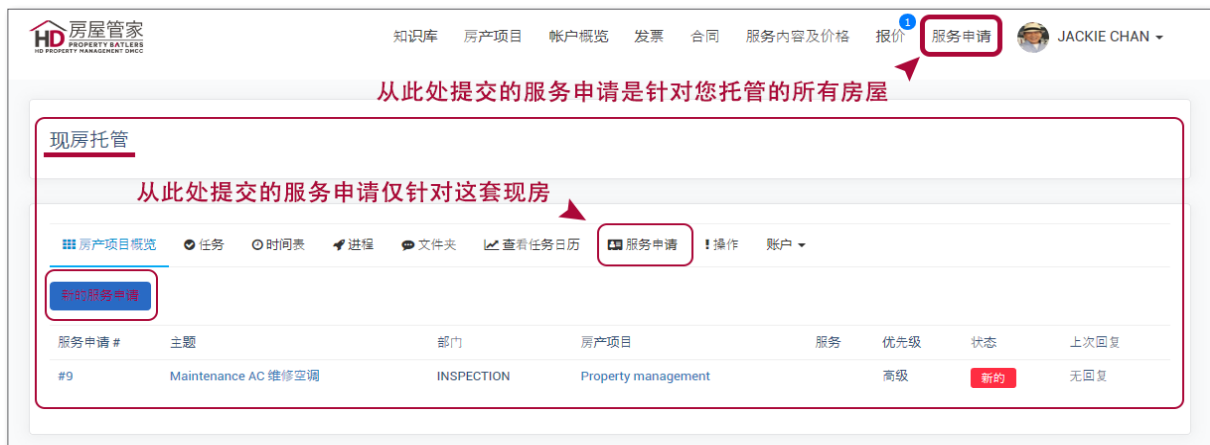 HD 房屋管家
PROPERTY BATLERS
HD PROPERTY MANAGEMENT DMCC
知识库 房产项目 帐户概览 发票 合同 服务内容及价格 报价 1 服务申请 JACKIE CHAN
从此处提交的服务申请是针对您托管的所有房屋
现房托管
从此处提交的服务申请仅针对这套现房
房产项目概览 任务 时间表 进程 文件夹 查看任务日历 服务申请 操作 账户
新的服务申请
服务申请 # 主题 部门 房产项目 服务 优先级 状态 上次回复
#9 Maintenance AC 维修空调 INSPECTION Property management 高级 新的 无回复